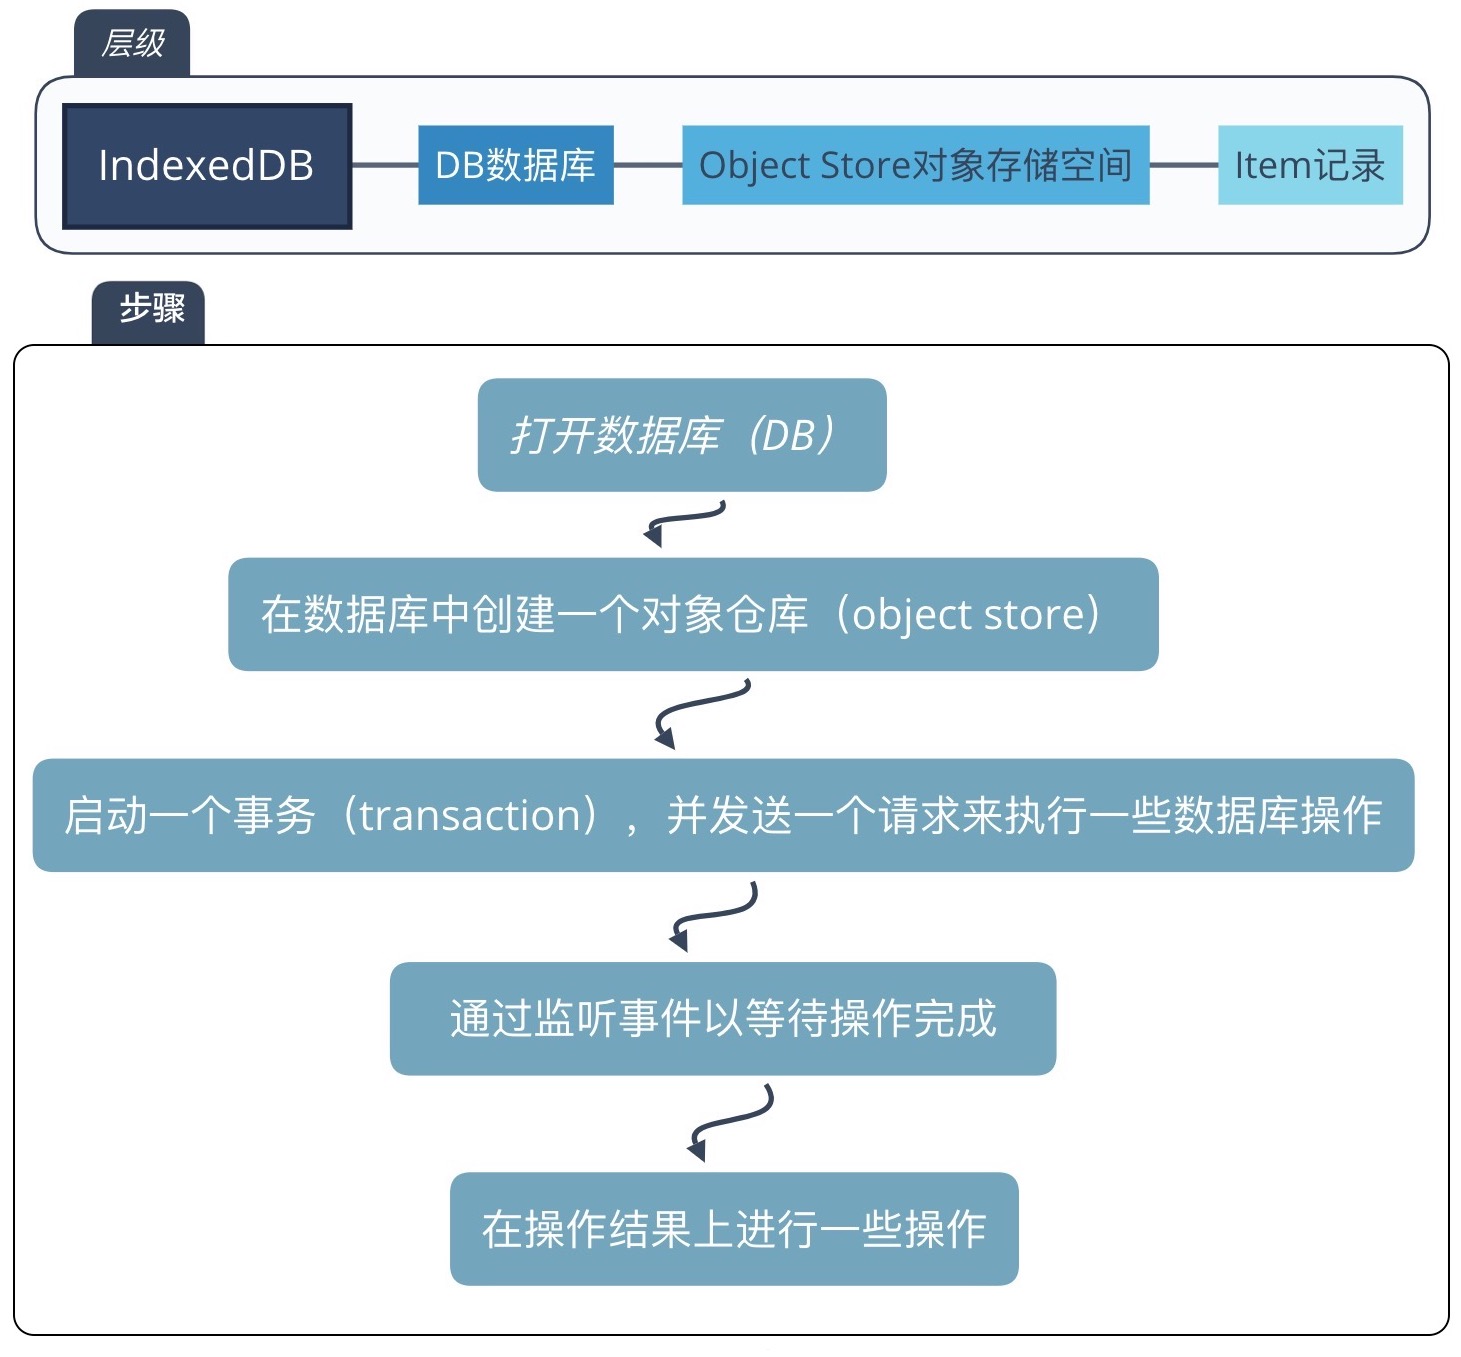 层级
IndexedDB
DB数据库
Object Store对象存储空间
Item记录
步骤
打开数据库（DB）
在数据库中创建一个对象仓库（object store）
启动一个事务（transaction），并发送一个请求来执行一些数据库操作
通过监听事件以等待操作完成
在操作结果上进行一些操作